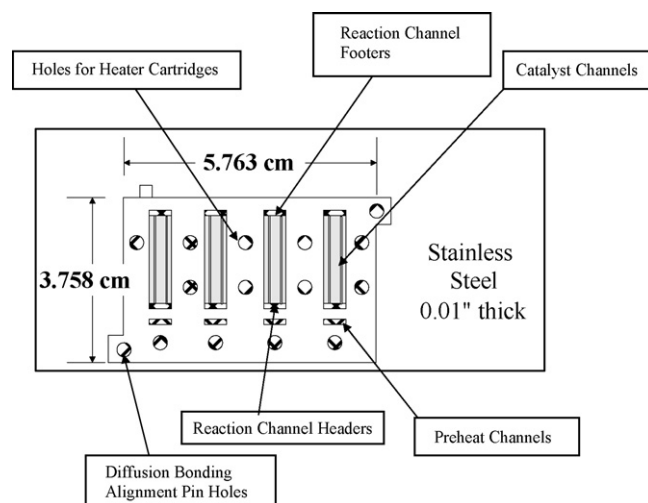 Reaction Channel
Footers
Holes for Heater Cartridges
Catalyst Channels
5.763 cm
3.758 cm
Stainless
Steel
0.01" thick
Reaction Channel Headers
Preheat Channels
Diffusion Bonding
Alignment Pin Holes